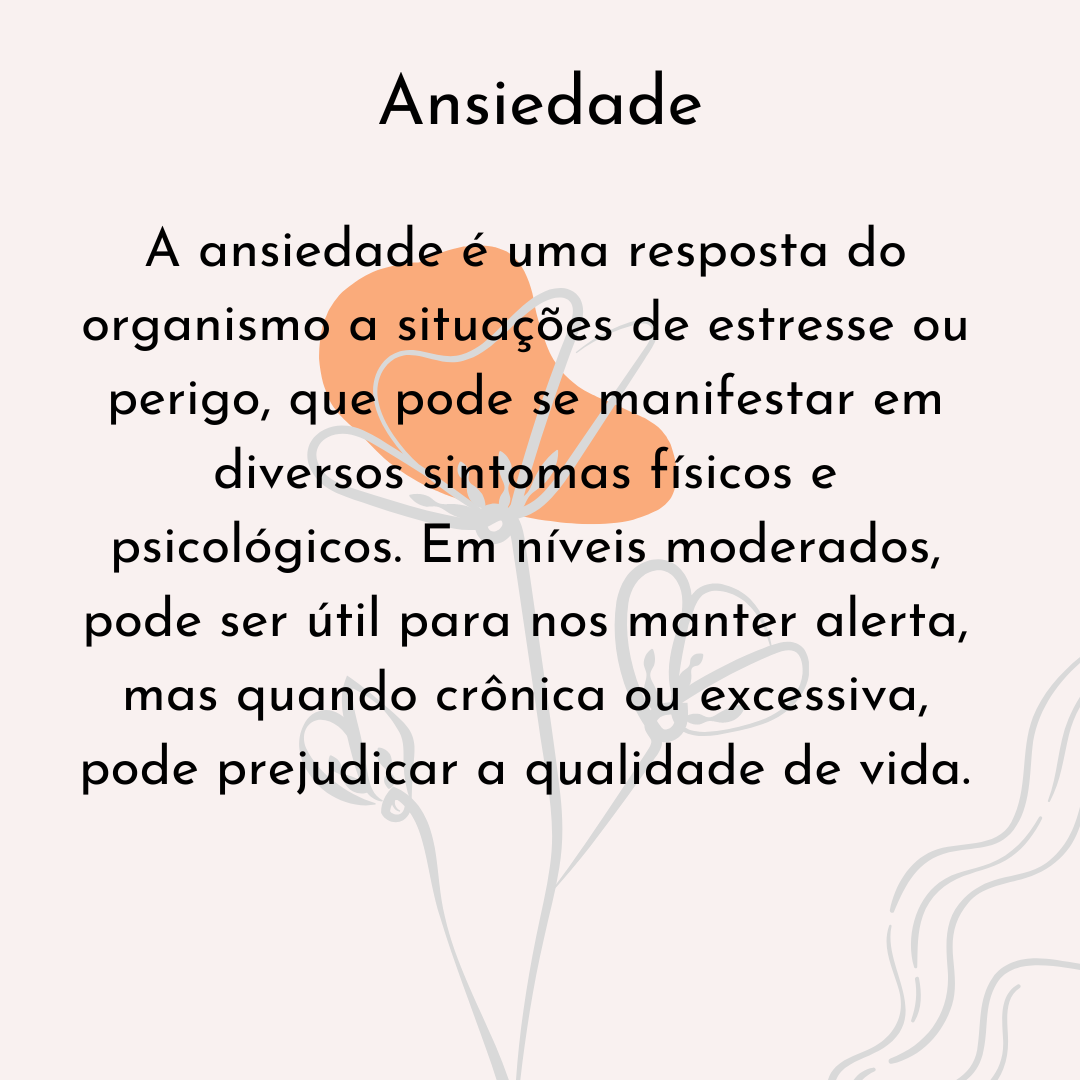 Ansiedade
A ansiedade é uma resposta do
organismo a situações de estresse ou
perigo, que pode se manifestar em
diversos sintomas físicos e
psicológicos. Em níveis moderados,
pode ser útil para nos manter alerta,
mas quando crônica ou excessiva,
pode prejudicar a qualidade de vida.